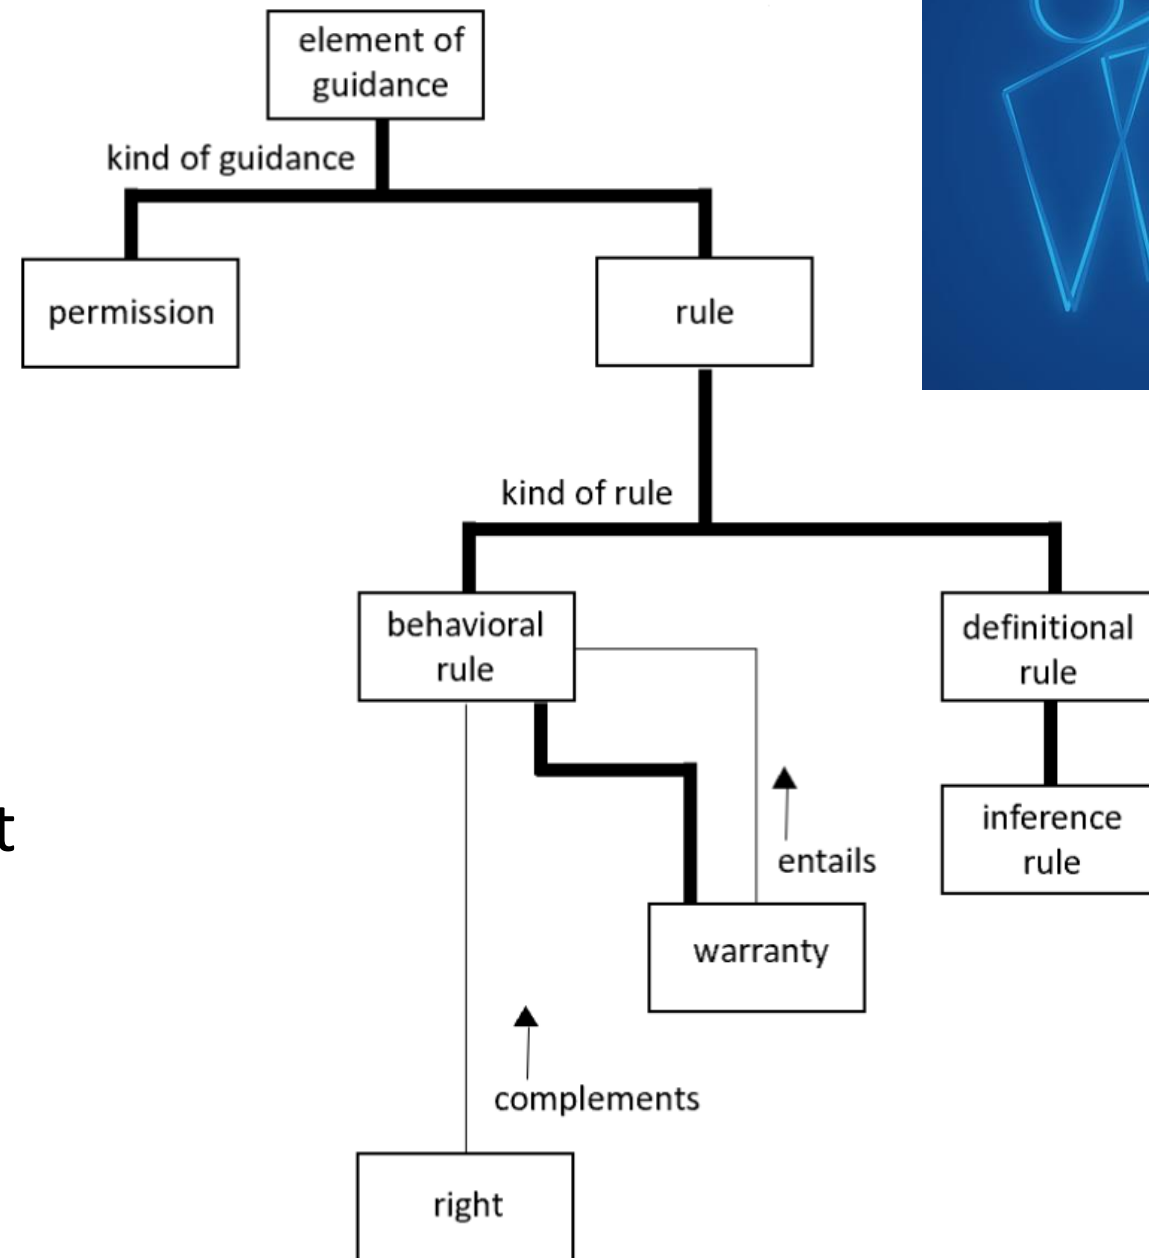 element of
guidance
kind of guidance
permission
rule
kind of rule
behavioral
rule
definitional
rule
inference
rule
t
entails
warranty
complements
right